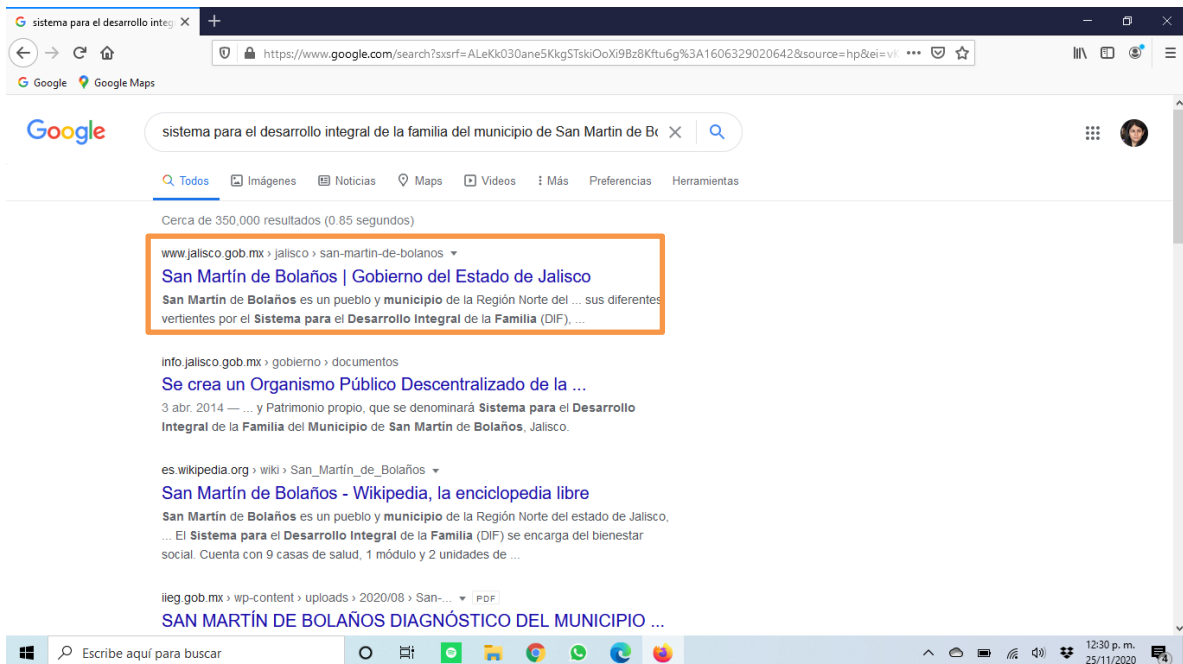 sistema para el desarrollo integ
https://www.google.com/search?sxsrf=ALeKk030ane5KkgSTskiOoXi9Bz8Kftu6g%3A1606329020642&source=hp&ei=vK
Google
Google Maps
Google
sistema para el desarrollo integral de la familia del municipio de San Martin de Bo
Todos Imágenes Noticias Maps Videos Más Preferencias Herramientas
Cerca de 350,000 resultados (0.85 segundos)
www.jalisco.gob.mx › jalisco › san-martin-de-bolanos
San Martín de Bolaños | Gobierno del Estado de Jalisco
San Martín de Bolaños es un pueblo y municipio de la Región Norte del ... sus diferentes
vertientes por el Sistema para el Desarrollo Integral de la Familia (DIF), ...
info.jalisco.gob.mx › gobierno › documentos
Se crea un Organismo Público Descentralizado de la ...
3 abr. 2014 — ... y Patrimonio propio, que se denominará Sistema para el Desarrollo
Integral de la Familia del Municipio de San Martín de Bolaños, Jalisco.
es.wikipedia.org › wiki › San_Martín_de_Bolaños
San Martín de Bolaños - Wikipedia, la enciclopedia libre
San Martín de Bolaños es un pueblo y municipio de la Región Norte del estado de Jalisco,
... El Sistema para el Desarrollo Integral de la Familia (DIF) se encarga del bienestar
social. Cuenta con 9 casas de salud, 1 módulo y 2 unidades de ...
iieg.gob.mx › wp-content › uploads › 2020/08 › San-... PDF
SAN MARTÍN DE BOLAÑOS DIAGNÓSTICO DEL MUNICIPIO ...
Escribe aquí para buscar
12:30 p. m.
25/11/2020
4